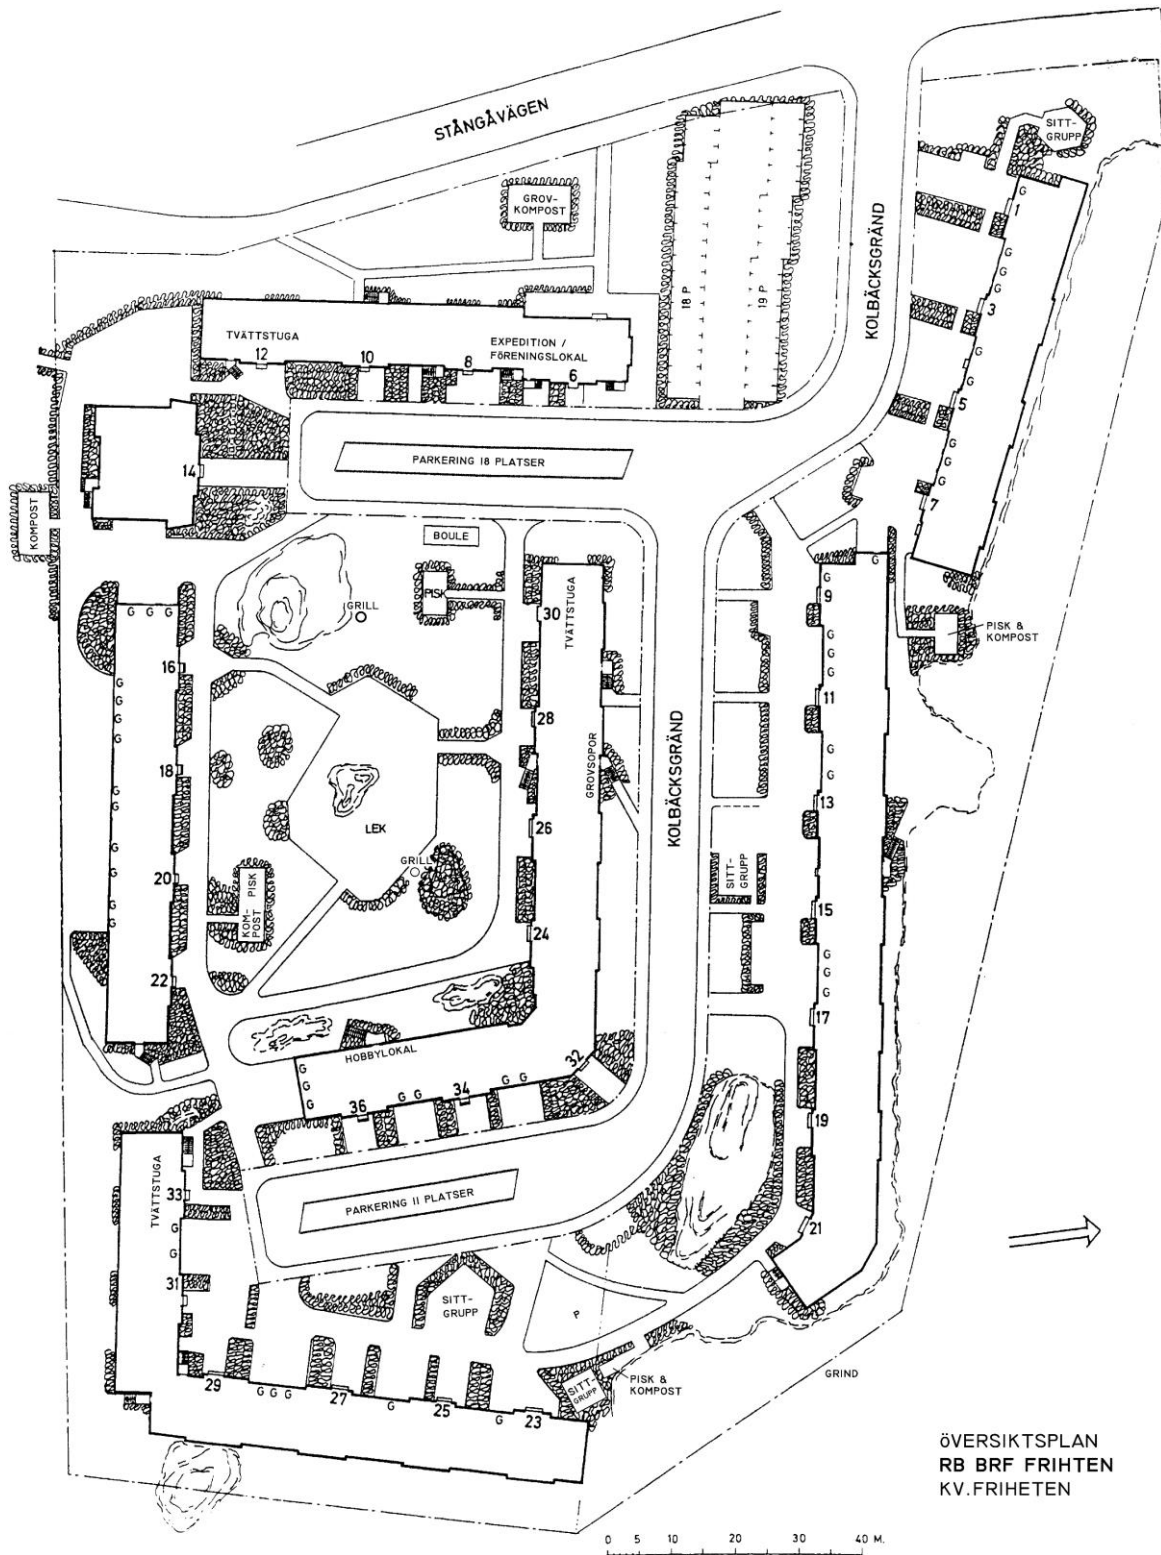 STÅNGÅVÄGEN
KOLBÄCKSGRÄND
SITT-
GRUPP
GROV-
KOMPOST
18 P
19 P
G
1
G
G
G
3
G
G
5
G
G
G
7
TVÄTTSTUGA
EXPEDITION /
FÖRENINGSLOKAL
12
10
8
6
14
PARKERING 18 PLATSER
KOMPOST
BOULE
PISK
GRILL
G G G
16
G
G
G
G
18
G
G
G
20
G
G
G
22
LEK
GRILL
KOM-
POST
PISK
30
TVÄTTSTUGA
28
GROVSOPOR
26
24
KOLBÄCKSGRÄND
SITT-
GRUPP
G
G
9
G
G
G
11
G
G
13
15
G
G
G
17
19
21
PISK &
KOMPOST
HOBBYLOKAL
G
G
G
36
G G
34
G G
32
PARKERING 11 PLATSER
TVÄTTSTUGA
33
G
G
31
SITT-
GRUPP
P
29
G G G
27
G
25
G
23
SITT-
GRUPP
PISK &
KOMPOST
GRIND
ÖVERSIKTSPLAN
RB BRF FRIHTEN
KV.FRIHETEN
0 5 10 20 30 40 M.